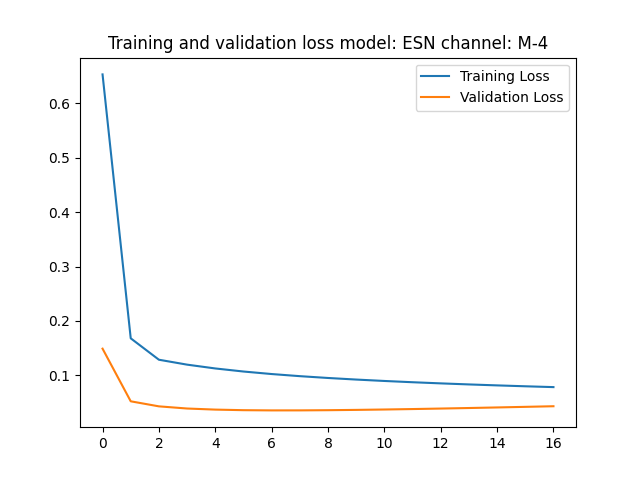 Training and validation loss model: ESN channel: M-4
Training Loss
Validation Loss
0.6
0.5
0.4
0.3
0.2
0.1
0 2 4 6 8 10 12 14 16